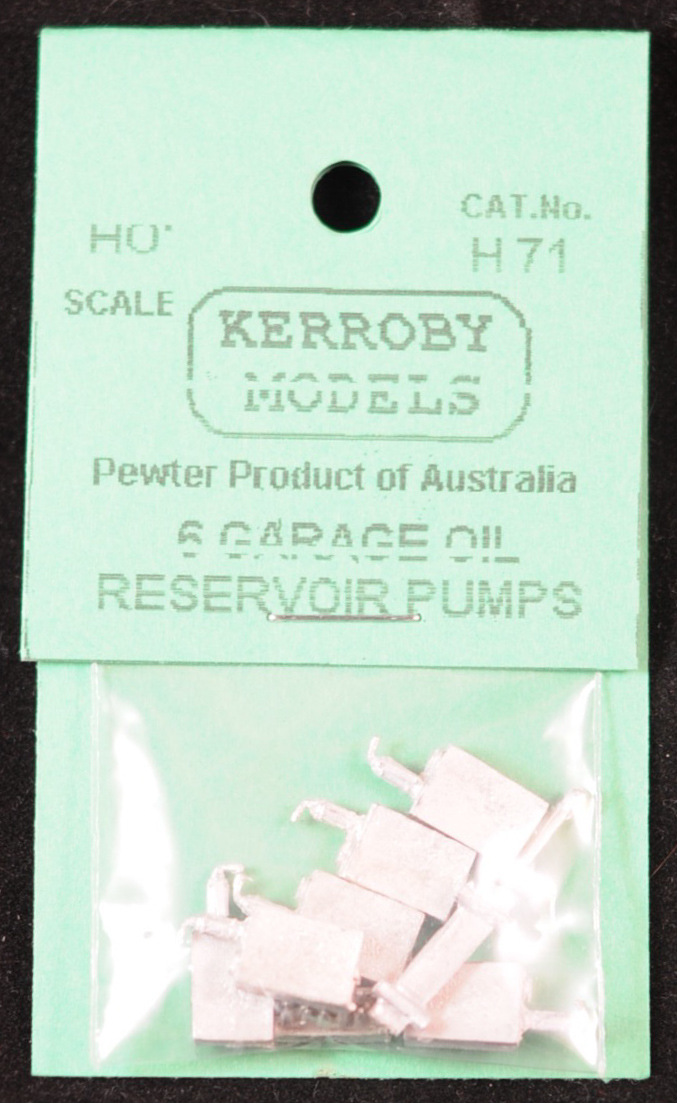 HO'
SCALE
CAT.No.
H 71
KERROBY
MODELS
Pewter Product of Australia
6 GARAGE OIL
RESERVOIR PUMPS